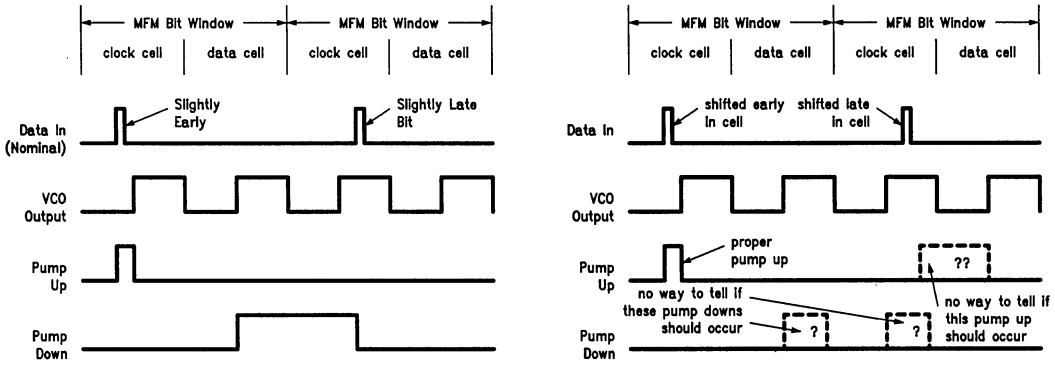 MFM Bit Window
MFM Bit Window
clock cell
data cell
clock cell
data cell
Data In
(Nominal)
Slightly
Early
Slightly Late
Bit
VCO
Output
Pump
Up
Pump
Down
MFM Bit Window
MFM Bit Window
clock cell
data cell
clock cell
data cell
Data In
shifted early
in cell
shifted late
in cell
VCO
Output
Pump
Up
proper
pump up
??
no way to tell if
these pump downs
should occur
no way to tell if
this pump up
should occur
Pump
Down
?
?